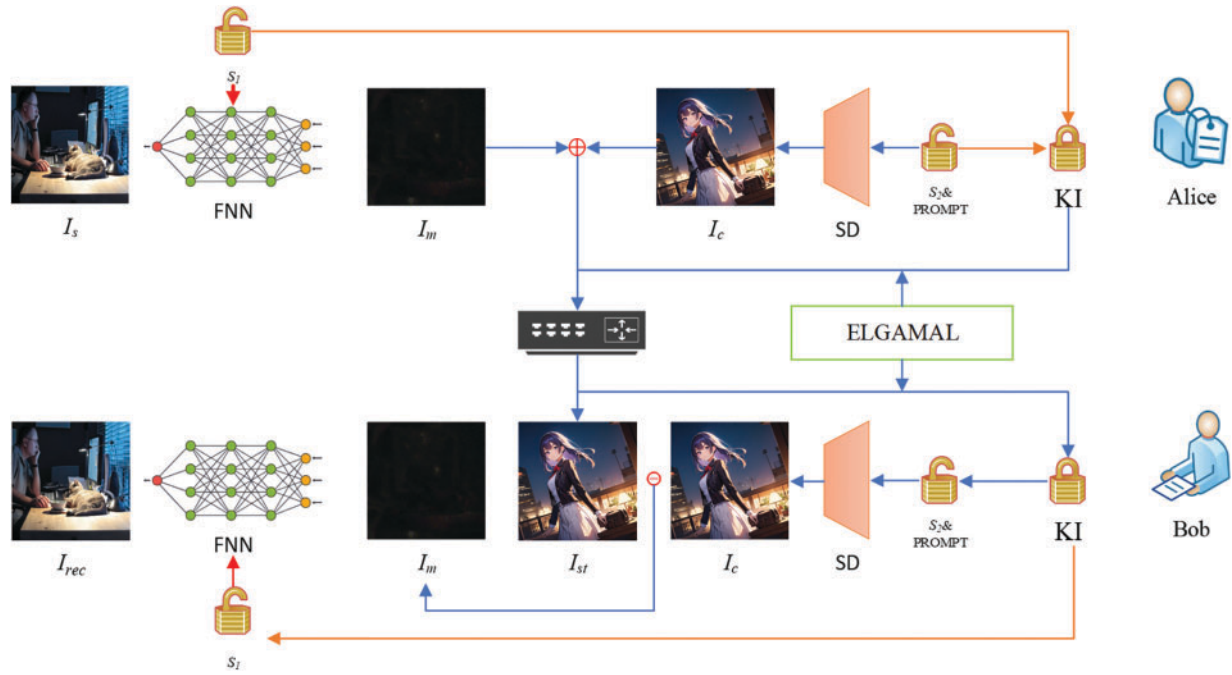 s1
Is
FNN
Im
Ic
SD
S2&
PROMPT
KI
Alice
ELGAMAL
Irec
FNN
Im
Ist
Ic
SD
S2&
PROMPT
KI
Bob
s1